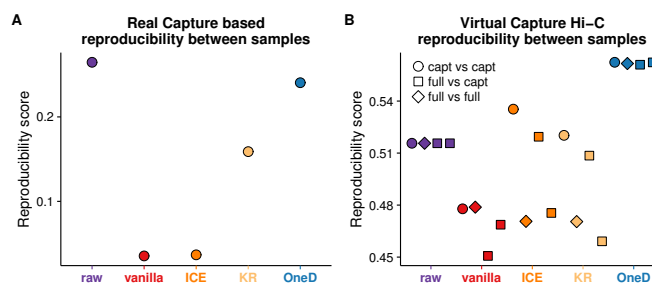 A
Real Capture based
reproducibility between samples
Reproducibility score
0.2
0.1
raw
vanilla
ICE
KR
OneD
B
Virtual Capture Hi−C
reproducibility between samples
capt vs capt
full vs capt
full vs full
Reproducibility score
0.54
0.51
0.48
0.45
raw
vanilla
ICE
KR
OneD